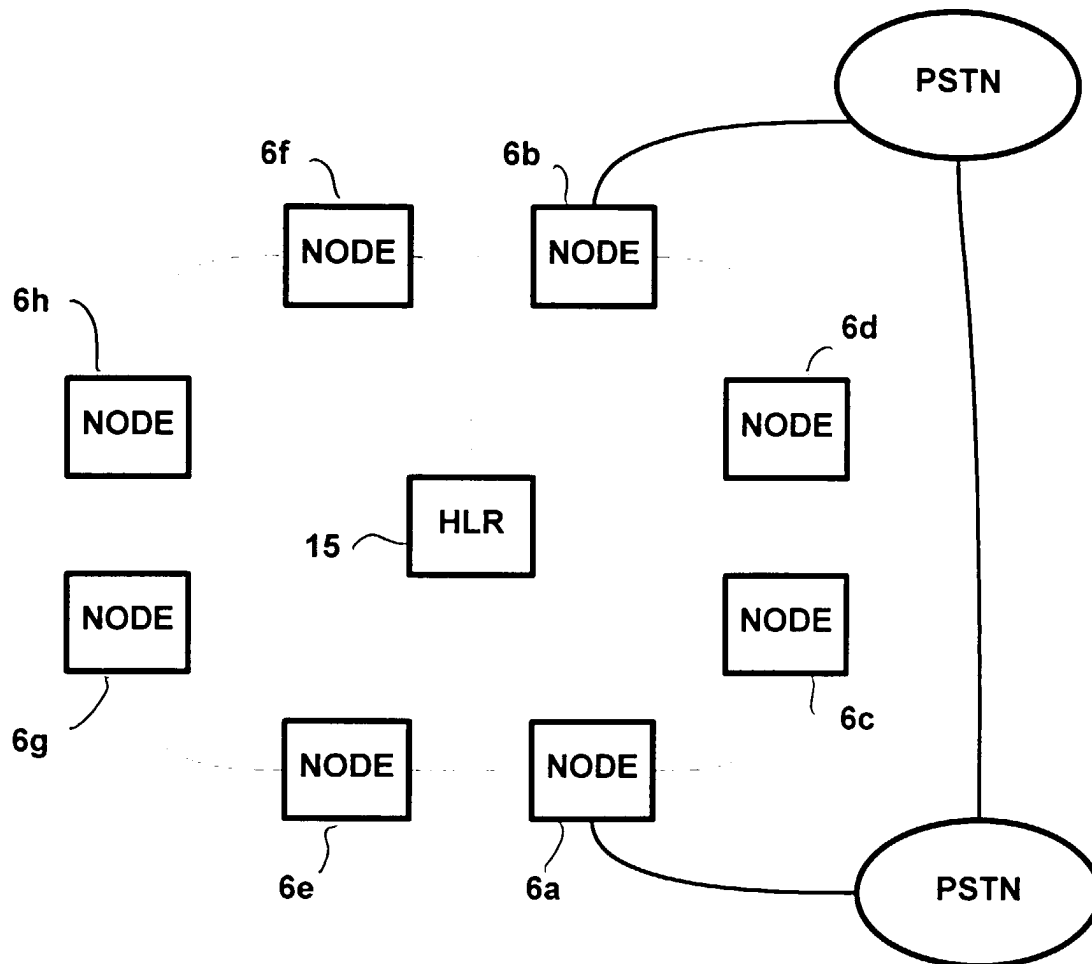 PSTN
6f
6b
NODE
NODE
6h
6d
NODE
NODE
HLR
15
NODE
NODE
6g
6c
NODE
NODE
6e
6a
PSTN